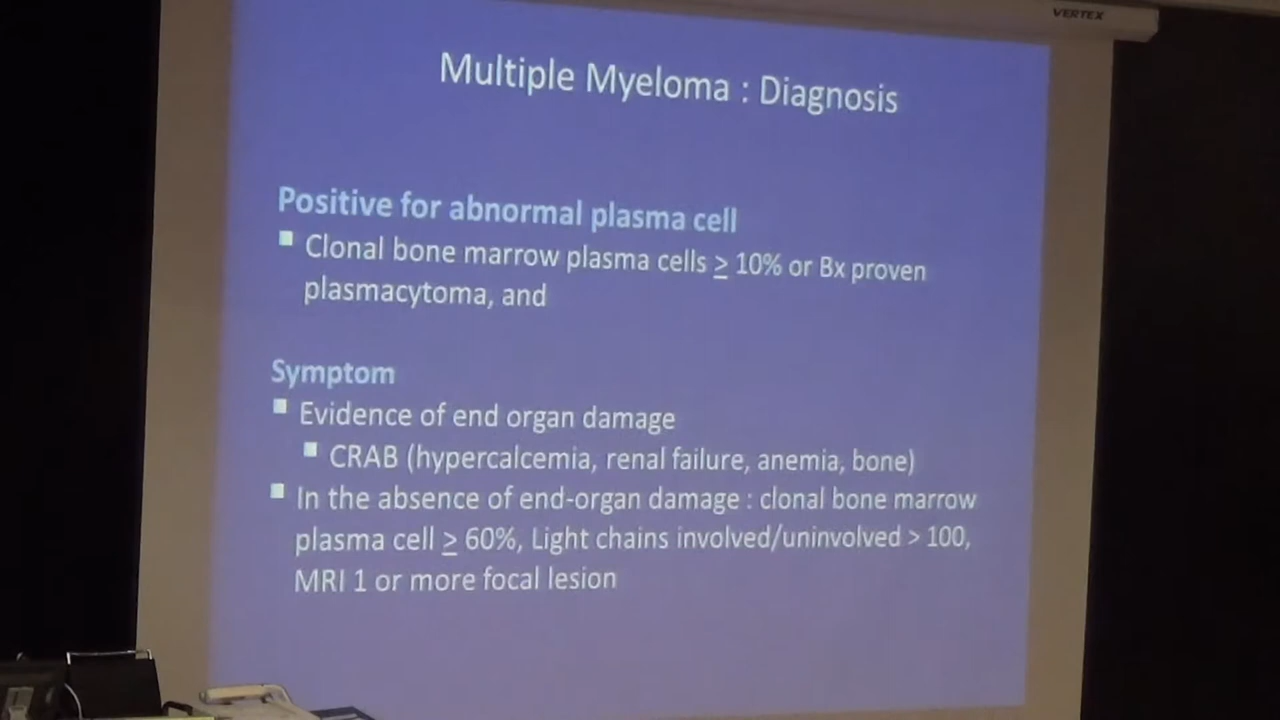 VERTEX
Multiple Myeloma : Diagnosis
Positive for abnormal plasma cell
▪ Clonal bone marrow plasma cells ≥ 10% or Bx proven
plasmacytoma, and
Symptom
▪ Evidence of end organ damage
▪ CRAB (hypercalcemia, renal failure, anemia, bone)
▪ In the absence of end-organ damage : clonal bone marrow
plasma cell ≥ 60%, Light chains involved/uninvolved > 100,
MRI 1 or more focal lesion